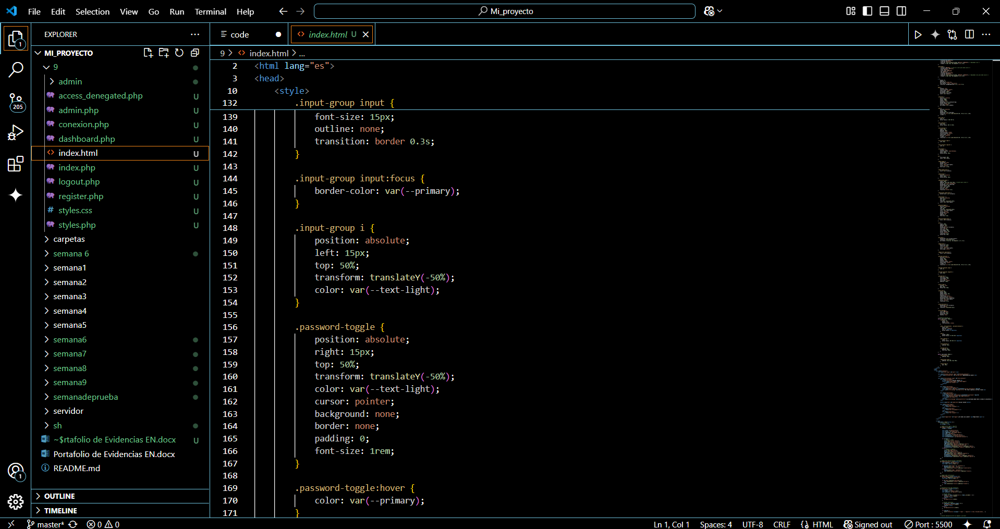 File Edit Selection View Go Run Terminal Help
Mi_proyecto
EXPLORER
1
MI_PROYECTO
9
admin
access_denegated.php U
admin.php U
conexion.php U
dashboard.php U
index.html U
index.php U
logout.php U
register.php U
styles.css U
styles.php U
carpetas
semana 6
semana1
semana2
semana3
semana4
semana5
semana6
semana7
semana8
semana9
semanadeprueba
servidor
sh
~$rtafolio de Evidencias EN.docx U
Portafolio de Evidencias EN.docx
README.md
OUTLINE
TIMELINE
205
1
code
index.html U
9 > index.html > ...
2 <html lang="es">
3 <head>
10 <style>
132 .input-group input {
139 font-size: 15px;
140 outline: none;
141 transition: border 0.3s;
142 }
143
144 .input-group input:focus {
145 border-color: var(--primary);
146 }
147
148 .input-group i {
149 position: absolute;
150 left: 15px;
151 top: 50%;
152 transform: translateY(-50%);
153 color: var(--text-light);
154 }
155
156 .password-toggle {
157 position: absolute;
158 right: 15px;
159 top: 50%;
160 transform: translateY(-50%);
161 color: var(--text-light);
162 cursor: pointer;
163 background: none;
164 border: none;
165 padding: 0;
166 font-size: 1rem;
167 }
168
169 .password-toggle:hover {
170 color: var(--primary);
171 }
master* 0 0
Ln 1, Col 1 Spaces: 4 UTF-8 CRLF {} HTML Signed out Port : 5500